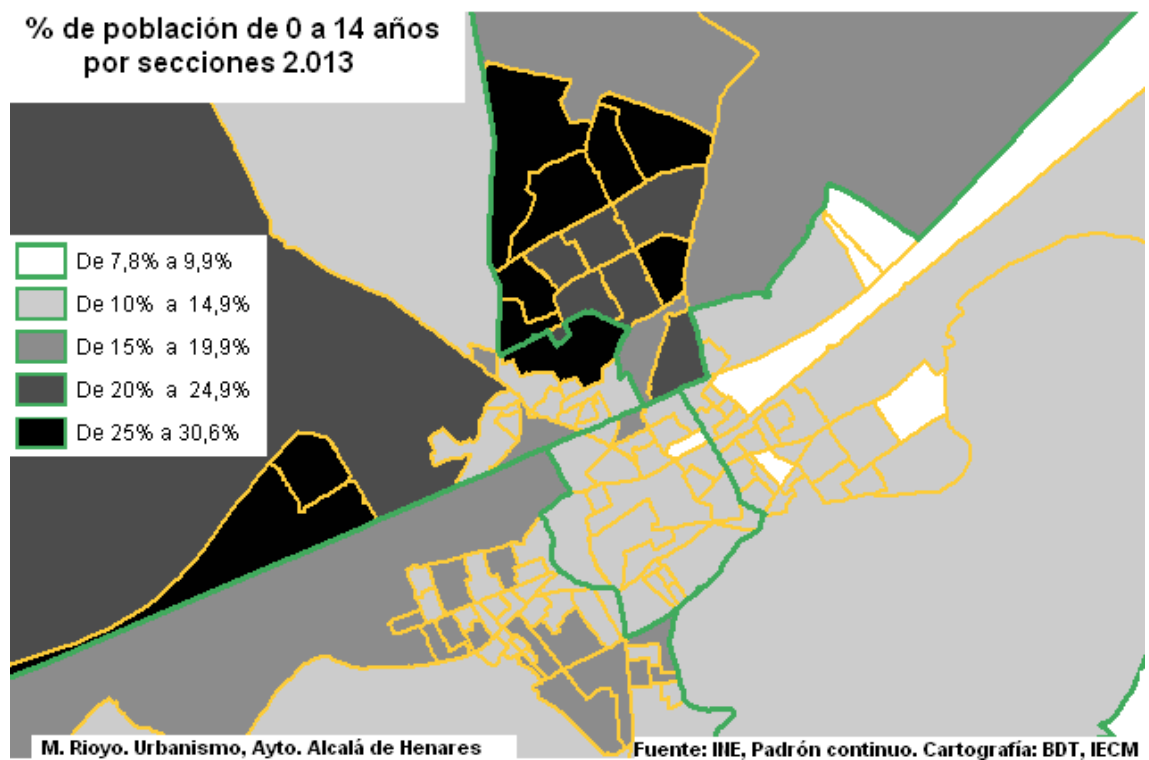 % de población de 0 a 14 años
por secciones 2.013
De 7,8% a 9,9%
De 10% a 14,9%
De 15% a 19,9%
De 20% a 24,9%
De 25% a 30,6%
M. Rioyo. Urbanismo, Ayto. Alcalá de Henares
Fuente: INE, Padrón continuo. Cartografía: BDT, IECM